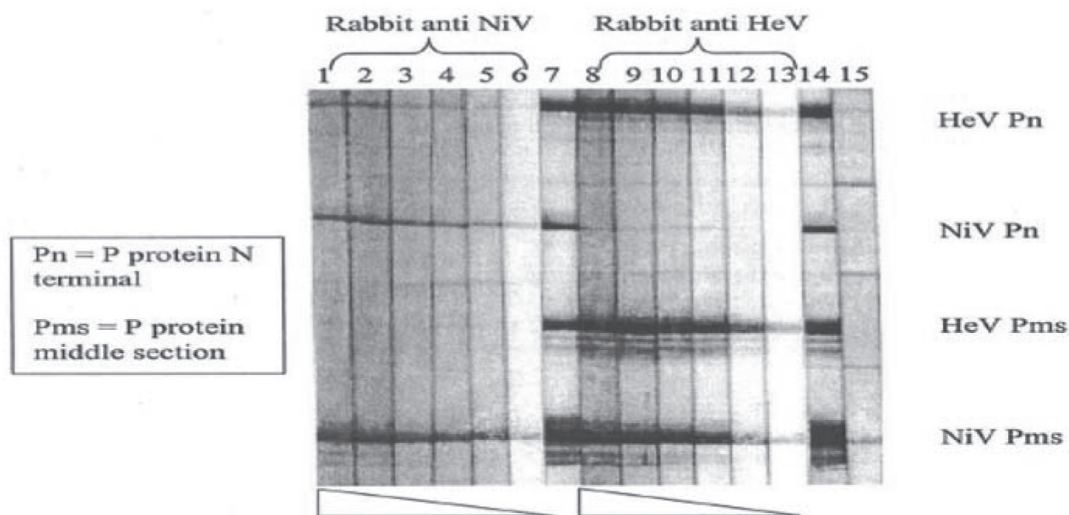 Rabbit anti NiV Rabbit anti HeV
1 2 3 4 5 6 7 8 9 10 11 12 13 14 15
HeV Pn
NiV Pn
HeV Pms
NiV Pms
Pn = P protein N
terminal
Pms = P protein
middle section